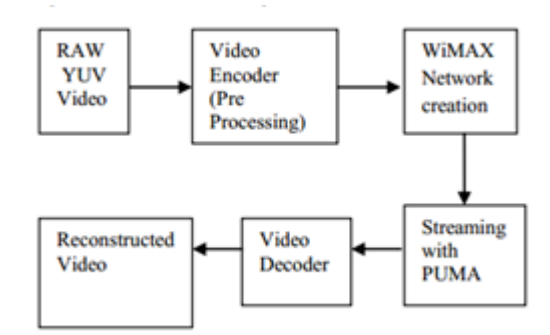 RAW
YUV
Video
Video
Encoder
(Pre
Processing)
WiMAX
Network
creation
Streaming
with
PUMA
Video
Decoder
Reconstructed
Video